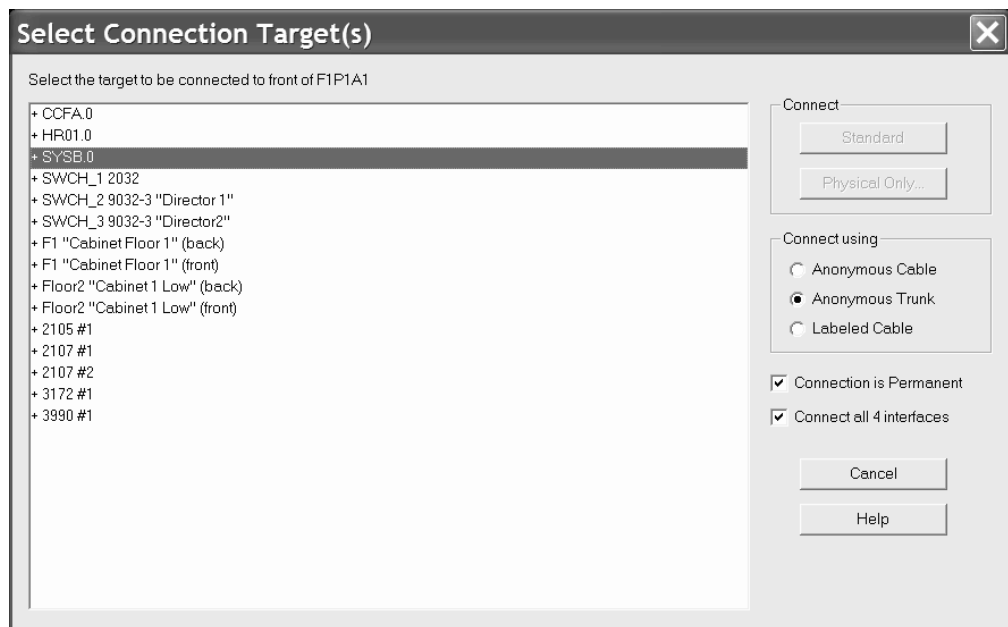 Select Connection Target(s)
Select the target to be connected to front of F1P1A1
+ CCFA.0
+ HR01.0
+ SYSB.0
+ SWCH_1 2032
+ SWCH_2 9032-3 "Director 1"
+ SWCH_3 9032-3 "Director2"
+ F1 "Cabinet Floor 1" (back)
+ F1 "Cabinet Floor 1" (front)
+ Floor2 "Cabinet 1 Low" (back)
+ Floor2 "Cabinet 1 Low" (front)
+ 2105 #1
+ 2107 #1
+ 2107 #2
+ 3172 #1
+ 3990 #1
Connect
Standard
Physical Only...
Connect using
Anonymous Cable
Anonymous Trunk
Labeled Cable
Connection is Permanent
Connect all 4 interfaces
Cancel
Help